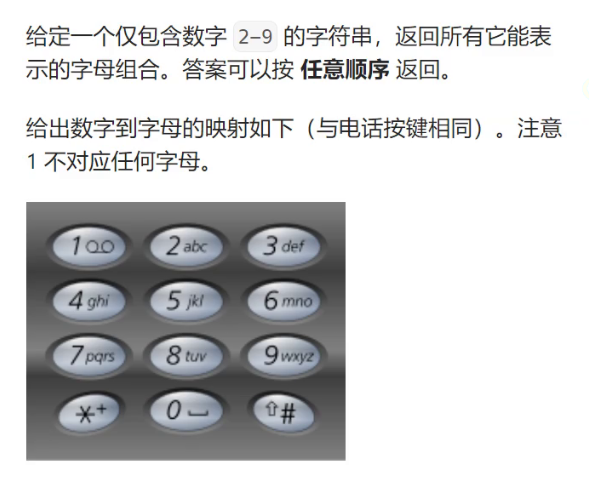 给定一个仅包含数字 2-9 的字符串，返回所有它能表
示的字母组合。答案可以按 任意顺序 返回。
给出数字到字母的映射如下（与电话按键相同）。注意
1 不对应任何字母。
1 2 abc 3 def
4 ghi 5 jkl 6 mno
7 pqrs 8 tuv 9 wxyz
*+ 0 ⇧#